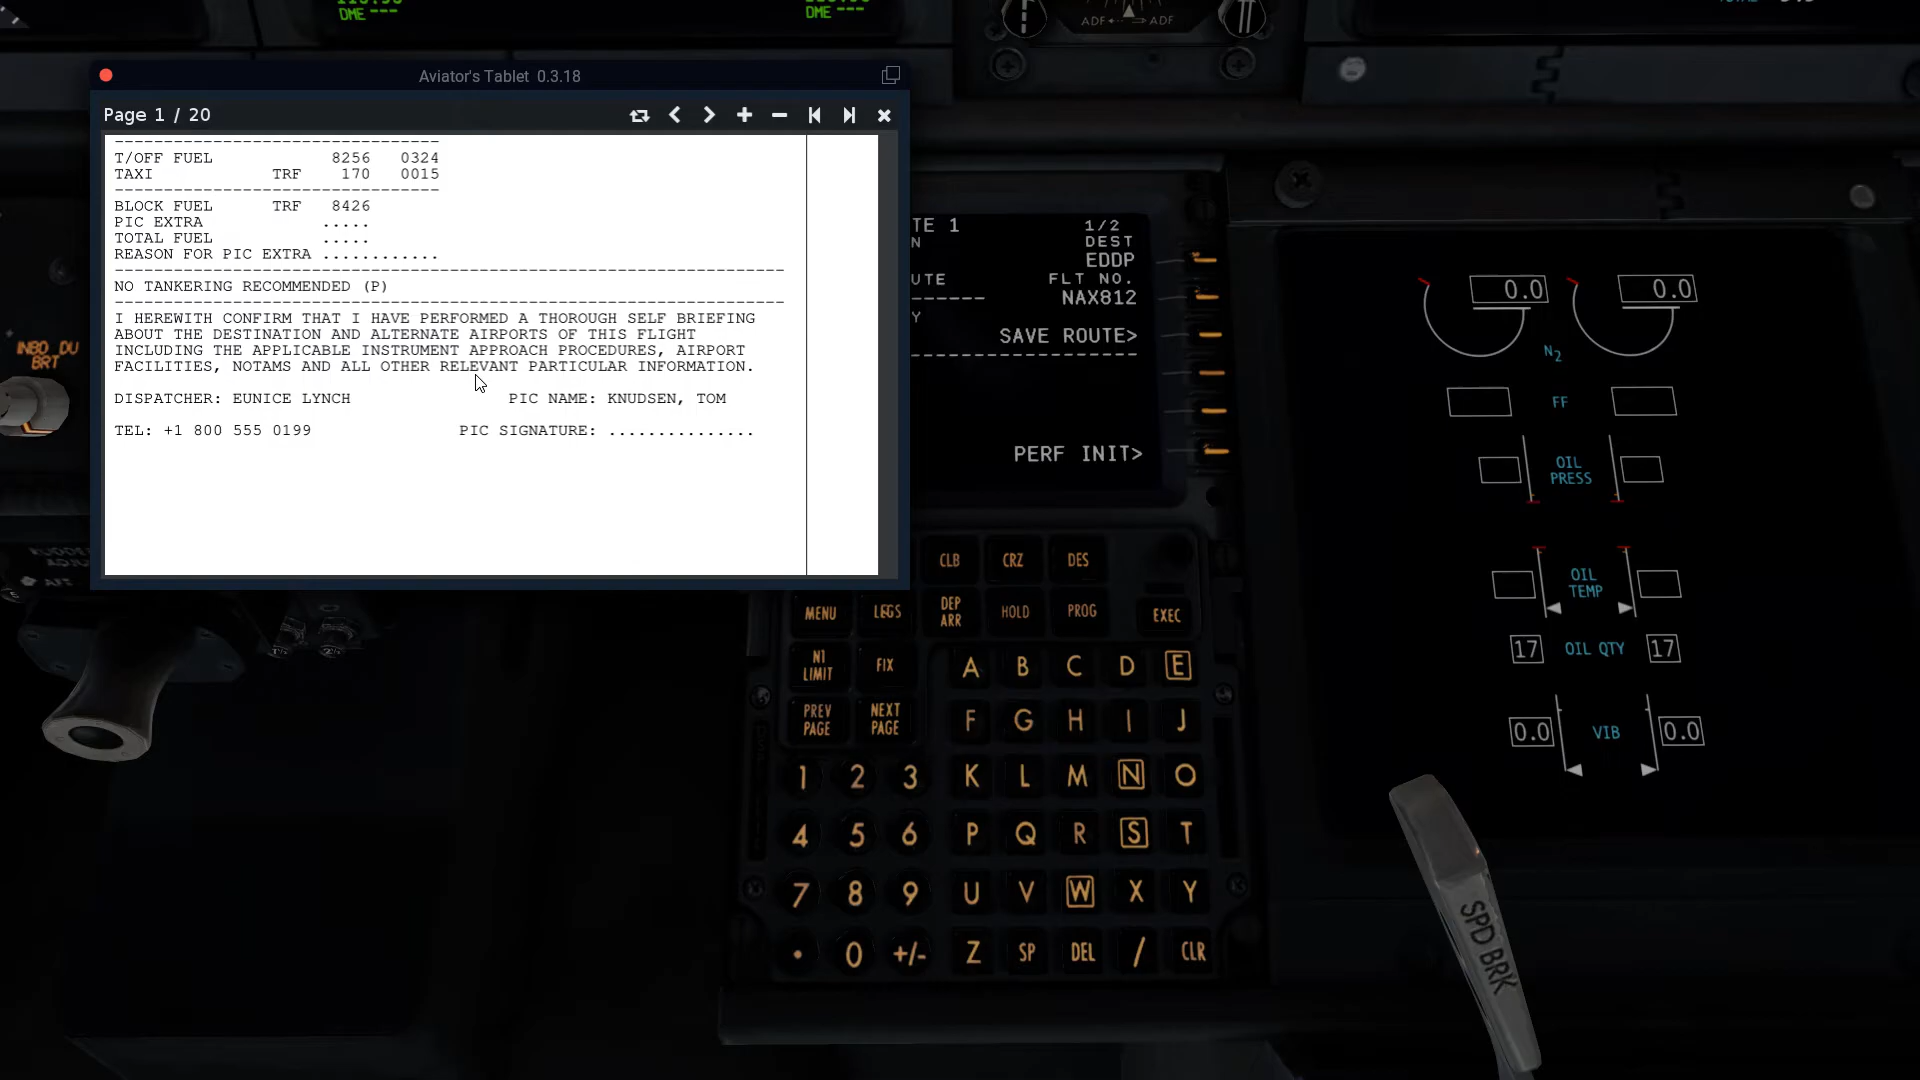 DME --- DME ---
ADF ADF
Aviator's Tablet 0.3.18
Page 1 / 20
T/OFF FUEL 8256 0324
TAXI TRF 170 0015
BLOCK FUEL TRF 8426
PIC EXTRA .....
TOTAL FUEL .....
REASON FOR PIC EXTRA ............
NO TANKERING RECOMMENDED (P)
I HEREWITH CONFIRM THAT I HAVE PERFORMED A THOROUGH SELF BRIEFING
ABOUT THE DESTINATION AND ALTERNATE AIRPORTS OF THIS FLIGHT
INCLUDING THE APPLICABLE INSTRUMENT APPROACH PROCEDURES, AIRPORT
FACILITIES, NOTAMS AND ALL OTHER RELEVANT PARTICULAR INFORMATION.
DISPATCHER: EUNICE LYNCH PIC NAME: KNUDSEN, TOM
TEL: +1 800 555 0199 PIC SIGNATURE: ...............
INBD DU
BRT
TE 1 1/2
N DEST
EDDP
UTE FLT NO.
------- NAX812
Y
SAVE ROUTE>
PERF INIT>
0.0 0.0
N2
FF
OIL
PRESS
OIL
TEMP
17 OIL QTY 17
0.0 VIB 0.0
CLB CRZ DES
MENU LEGS DEP
ARR HOLD PROG EXEC
N1
LIMIT FIX A B C D E
PREV
PAGE NEXT
PAGE F G H I J
1 2 3 K L M N O
4 5 6 P Q R S T
7 8 9 U V W X Y
. 0 +/- Z SP DEL / CLR
SPD BRK